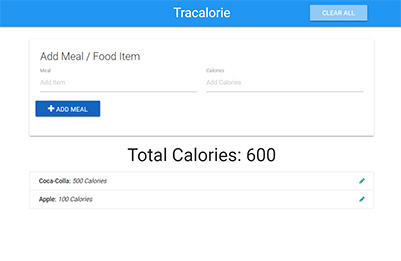 Tracalorie
CLEAR ALL
Add Meal / Food Item
Meal
Calories
Add Item
Add Calories
ADD MEAL
Total Calories: 600
Coca-Colla: 500 Calories
Apple: 100 Calories